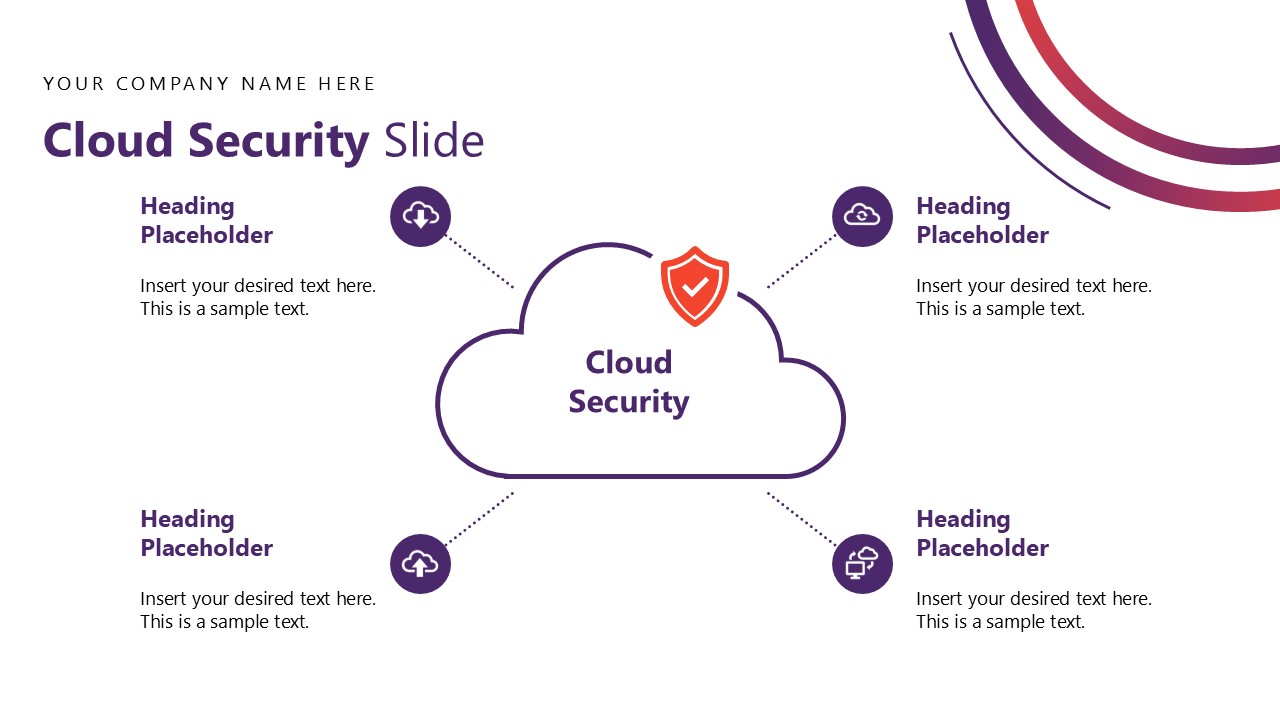 YOUR COMPANY NAME HERE
Cloud Security Slide
Heading
Placeholder
Insert your desired text here.
This is a sample text.
Heading
Placeholder
Insert your desired text here.
This is a sample text.
Cloud
Security
Heading
Placeholder
Insert your desired text here.
This is a sample text.
Heading
Placeholder
Insert your desired text here.
This is a sample text.